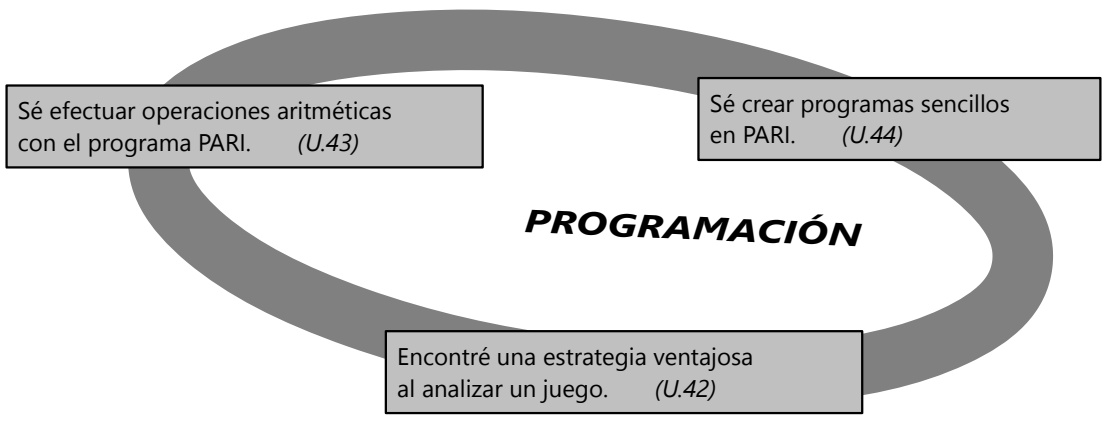 Sé efectuar operaciones aritméticas
con el programa PARI. (U.43)
Sé crear programas sencillos
en PARI. (U.44)
PROGRAMACIÓN
Encontré una estrategia ventajosa
al analizar un juego. (U.42)